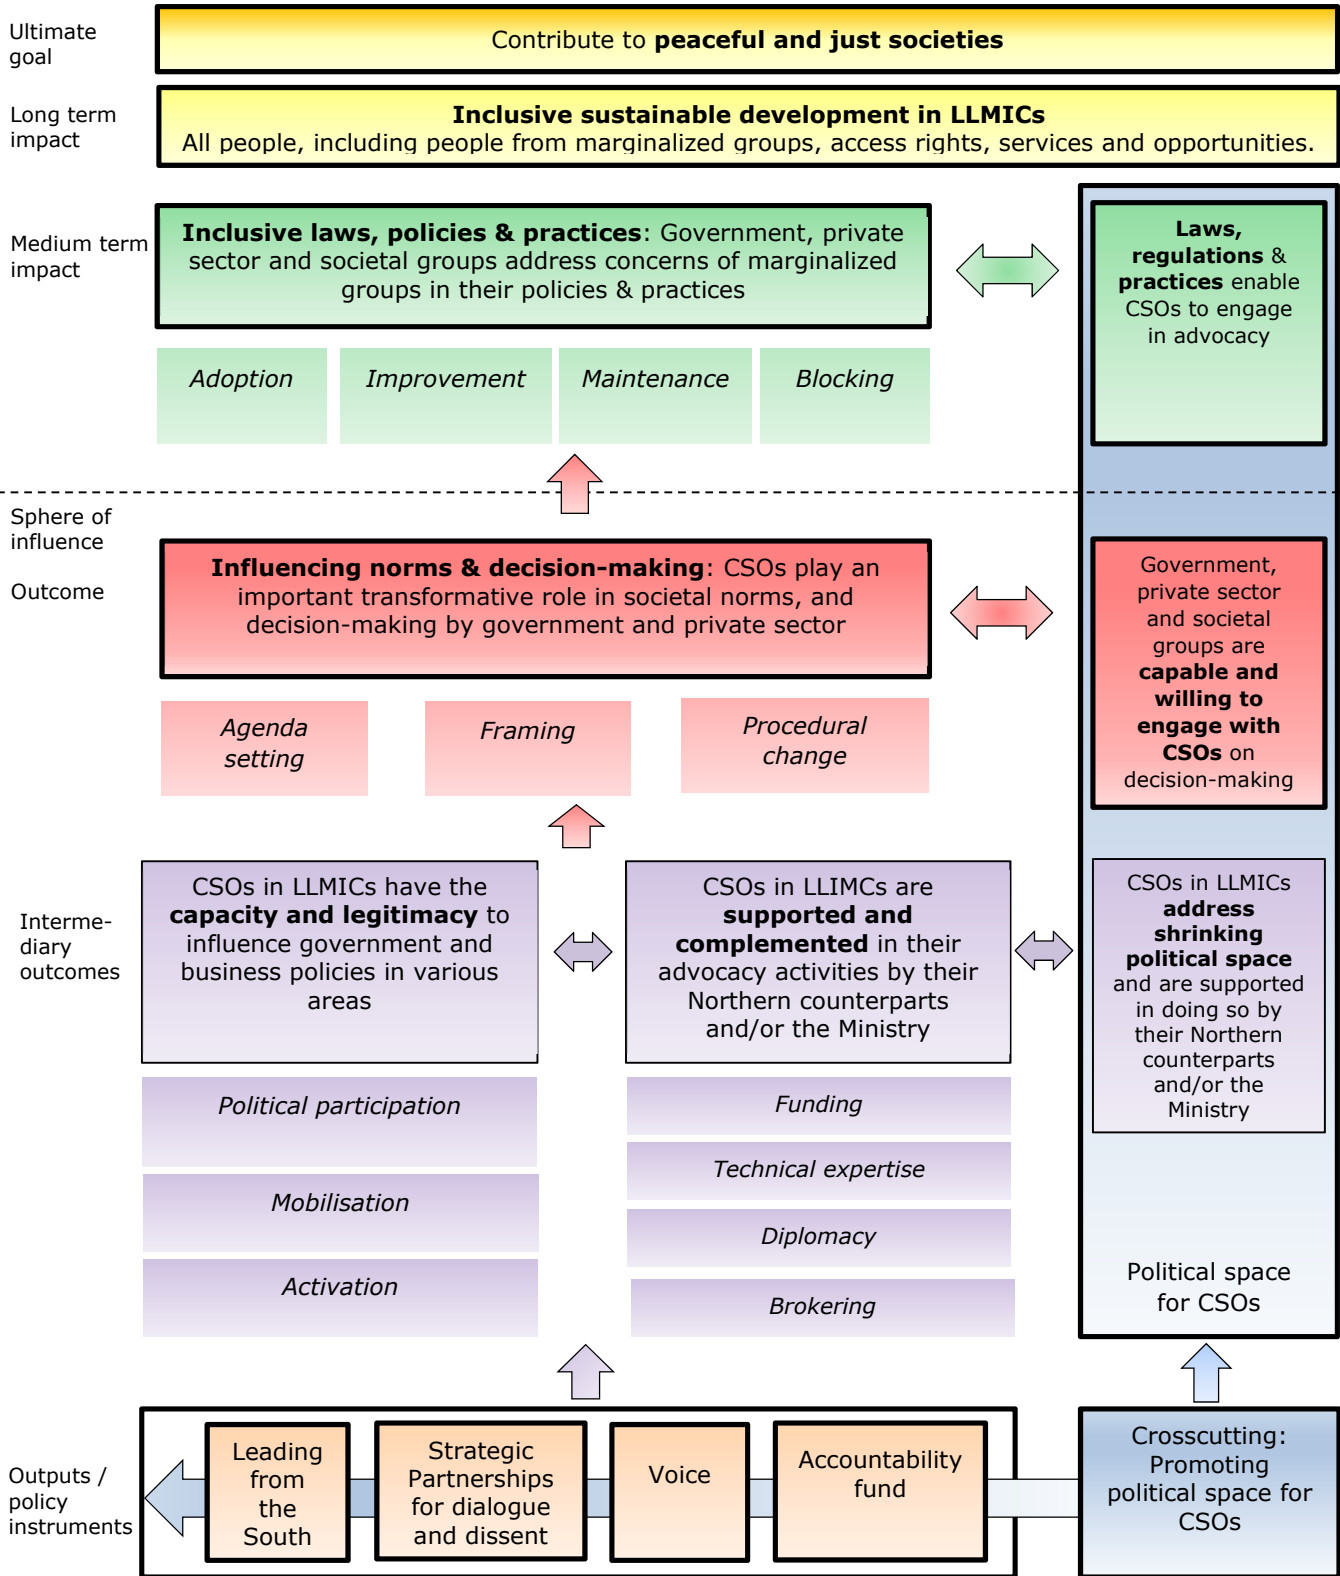 Ultimate
goal
Contribute to peaceful and just societies
Long term
impact
Inclusive sustainable development in LLMICs
All people, including people from marginalized groups, access rights, services and opportunities.
Medium term
impact
Inclusive laws, policies & practices: Government, private
sector and societal groups address concerns of marginalized
groups in their policies & practices
Laws,
regulations &
practices enable
CSOs to engage
in advocacy
Adoption
Improvement
Maintenance
Blocking
Sphere of
influence
Outcome
Influencing norms & decision-making: CSOs play an
important transformative role in societal norms, and
decision-making by government and private sector
Government,
private sector
and societal
groups are
capable and
willing to
engage with
CSOs on
decision-making
Agenda
setting
Framing
Procedural
change
Interme-
diary
outcomes
CSOs in LLMICs have the
capacity and legitimacy to
influence government and
business policies in various
areas
CSOs in LLIMCs are
supported and
complemented in their
advocacy activities by their
Northern counterparts
and/or the Ministry
CSOs in LLMICs
address
shrinking
political space
and are supported
in doing so by
their Northern
counterparts
and/or the
Ministry
Political participation
Mobilisation
Activation
Funding
Technical expertise
Diplomacy
Brokering
Political space
for CSOs
Outputs /
policy
instruments
Leading
from
the
South
Strategic
Partnerships
for dialogue
and dissent
Voice
Accountability
fund
Crosscutting:
Promoting
political space for
CSOs